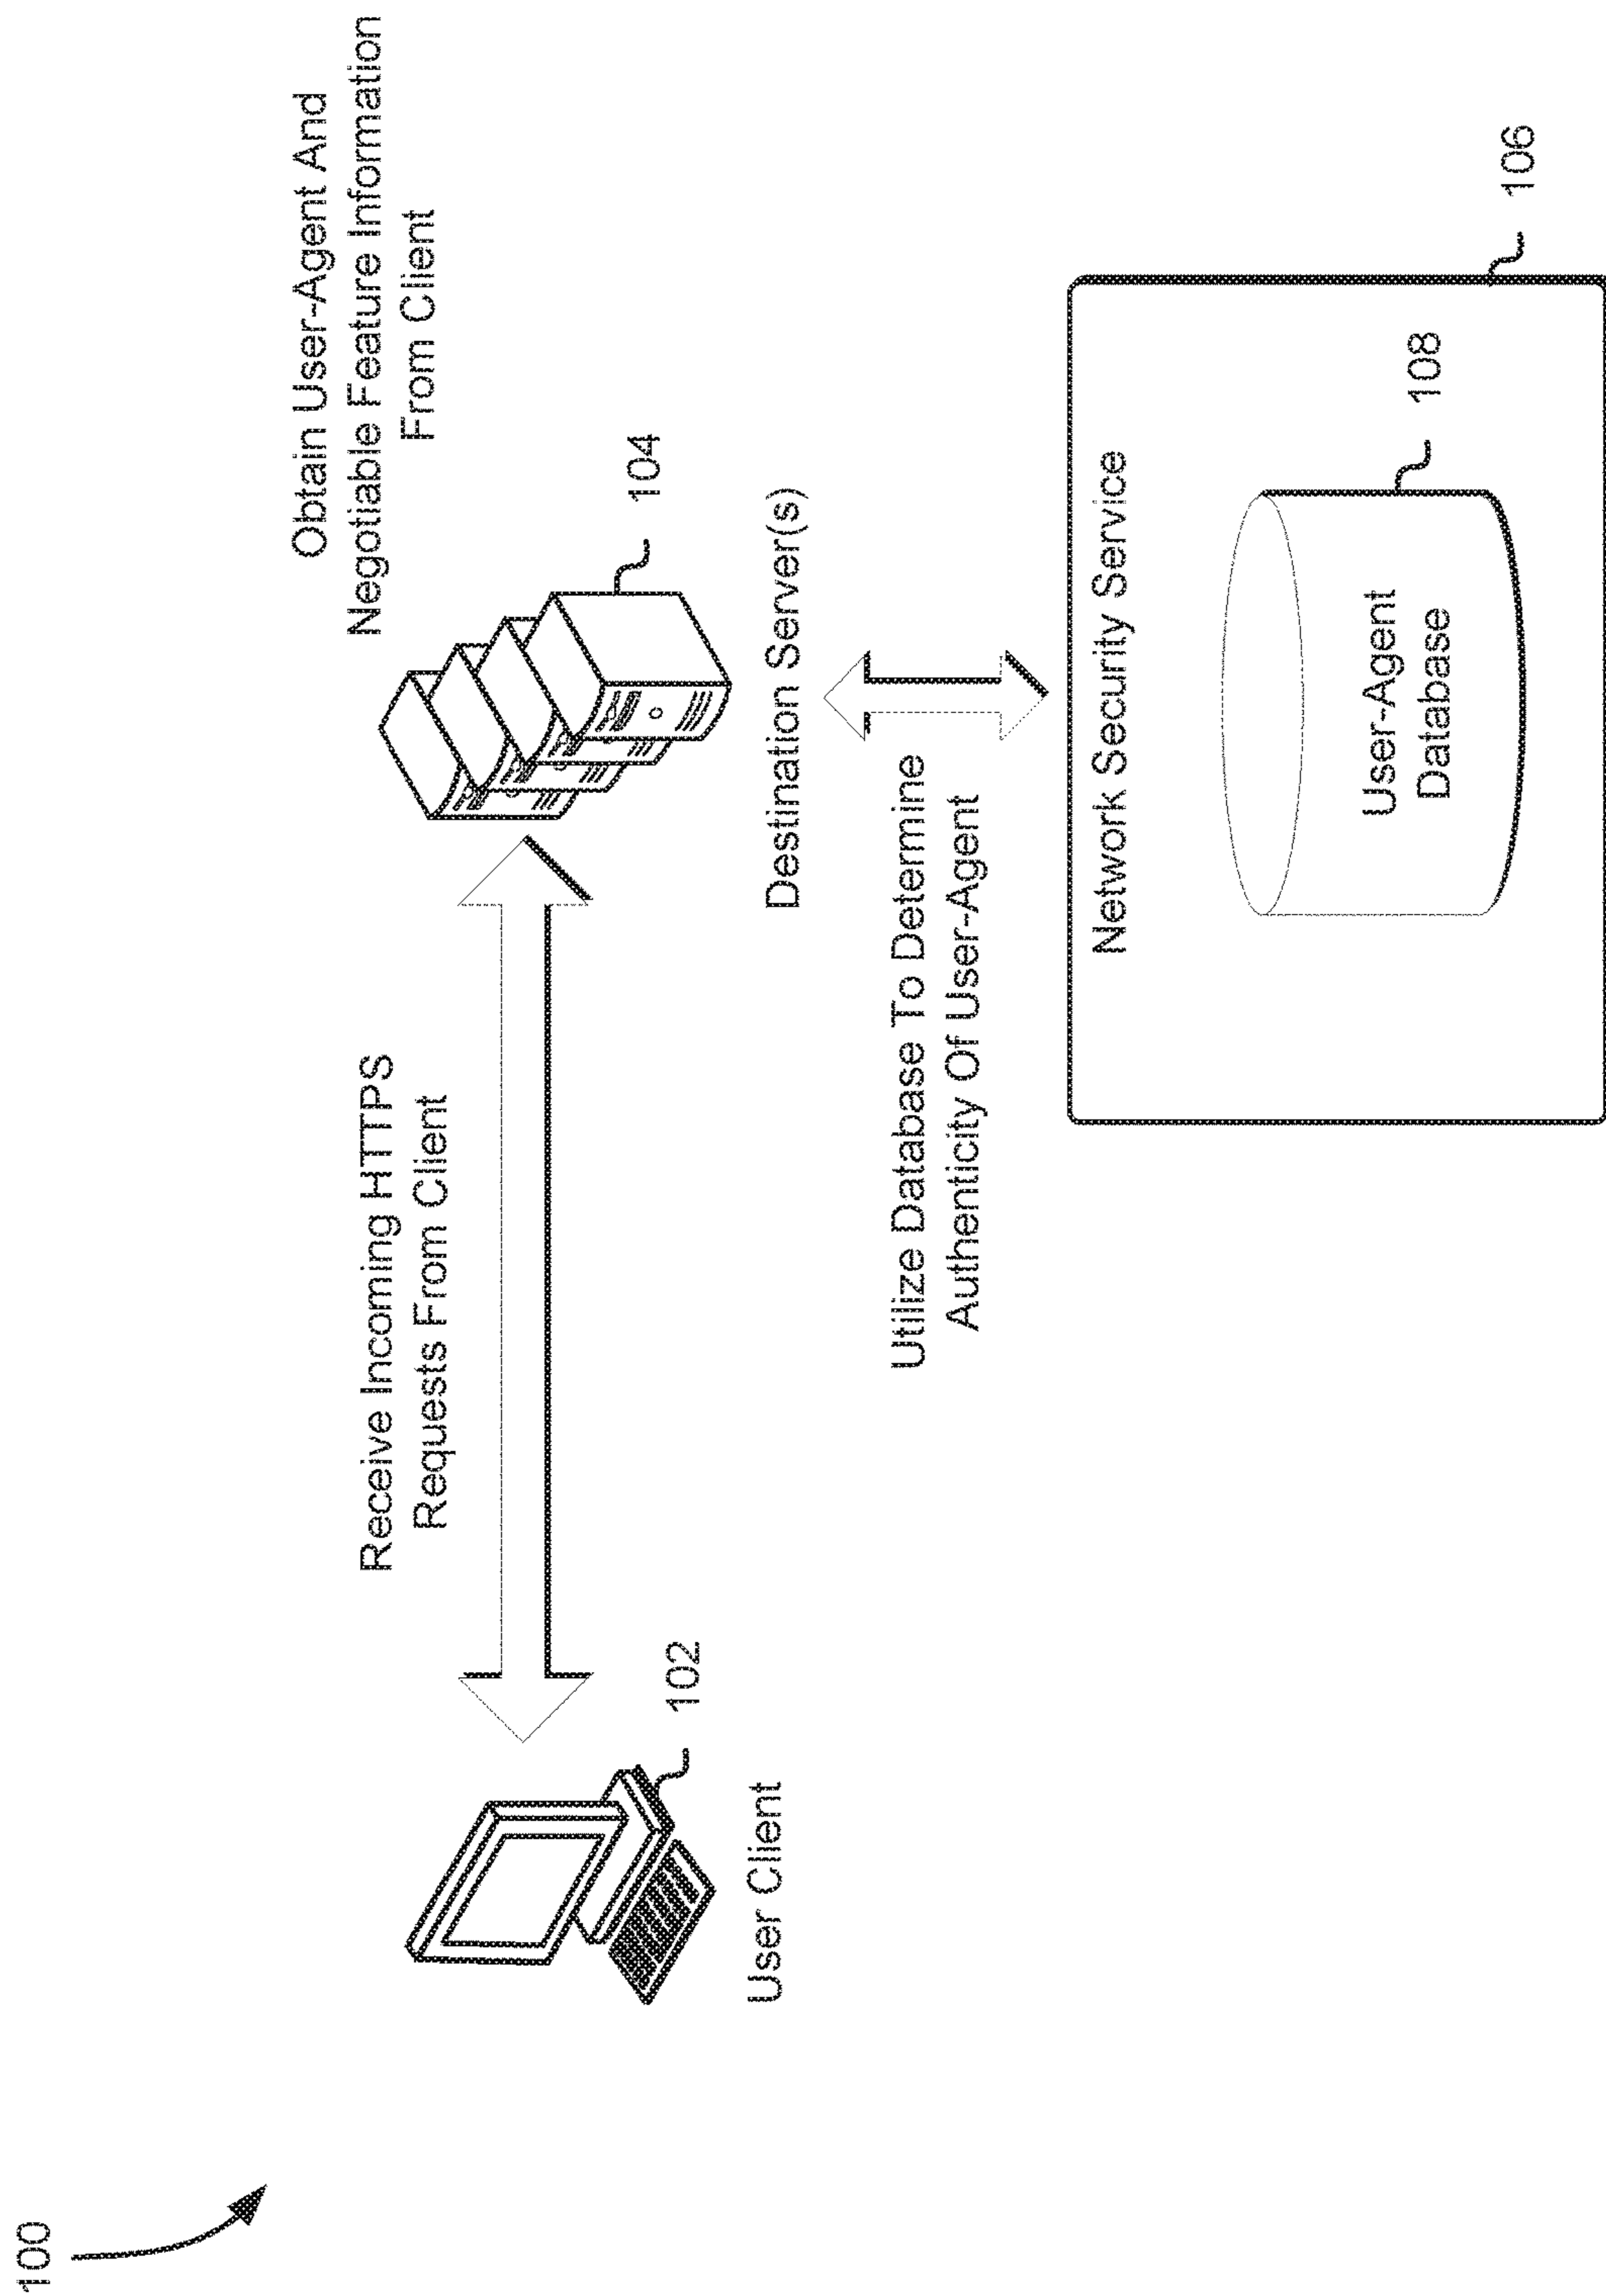 100
Obtain User-Agent And
Negotiable Feature Information
From Client
Receive Incoming HTTPS
Requests From Client
102
User Client
104
Destination Server(s)
Utilize Database To Determine
Authenticity Of User-Agent
Network Security Service
106
108
User-Agent
Database